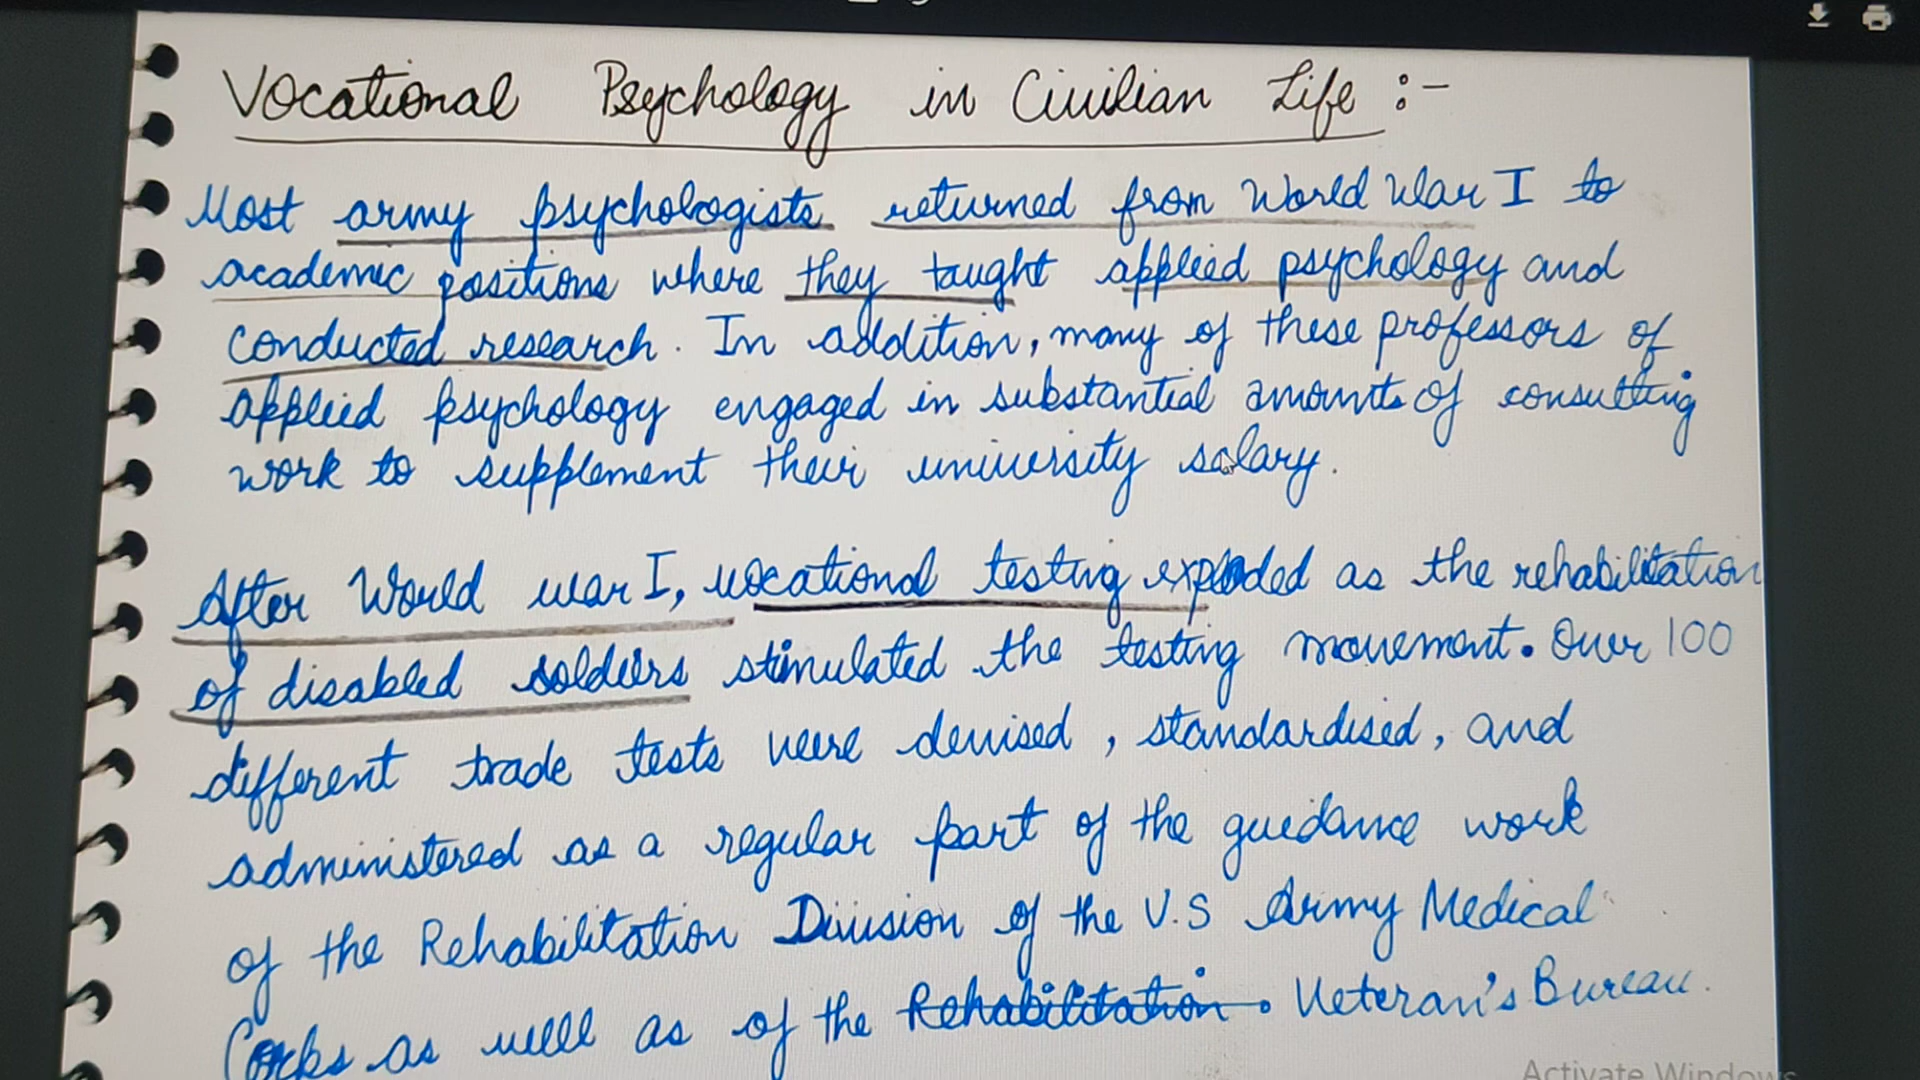 Vocational Psychology in Civilian Life :-
Most army psychologists returned from World War I to
academic positions where they taught applied psychology and
conducted research. In addition, many of these professors of
applied psychology engaged in substantial amounts of consulting
work to supplement their university salary.
After World war I, vocational testing exploded as the rehabilitation
of disabled soldiers stimulated the testing movement. Over 100
different trade tests were devised, standardised, and
administered as a regular part of the guidance work
of the Rehabilitation Division of the U.S Army Medical
Corks as well as of the Rehabilitation. Veteran's Bureau.
Activate Windows